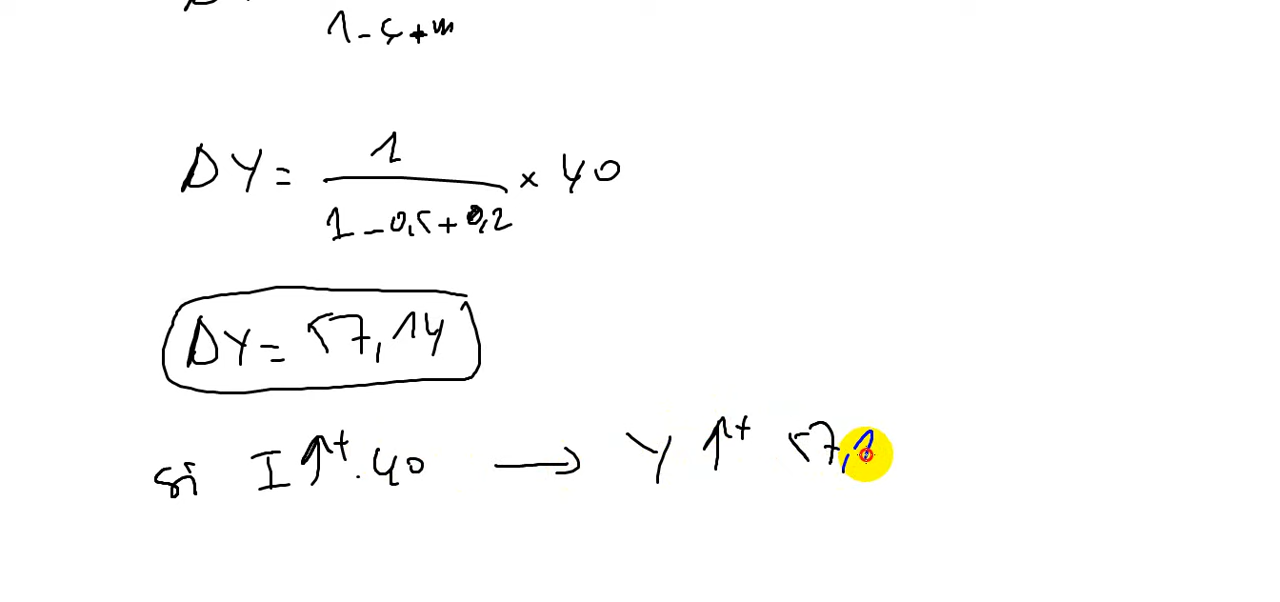 1 - c + m
ΔY = 1 / (1 - 0,5 + 0,2) × 40
ΔY = 57,14
si I ↑+ . 40 ⟶ Y ↑+ 57,1